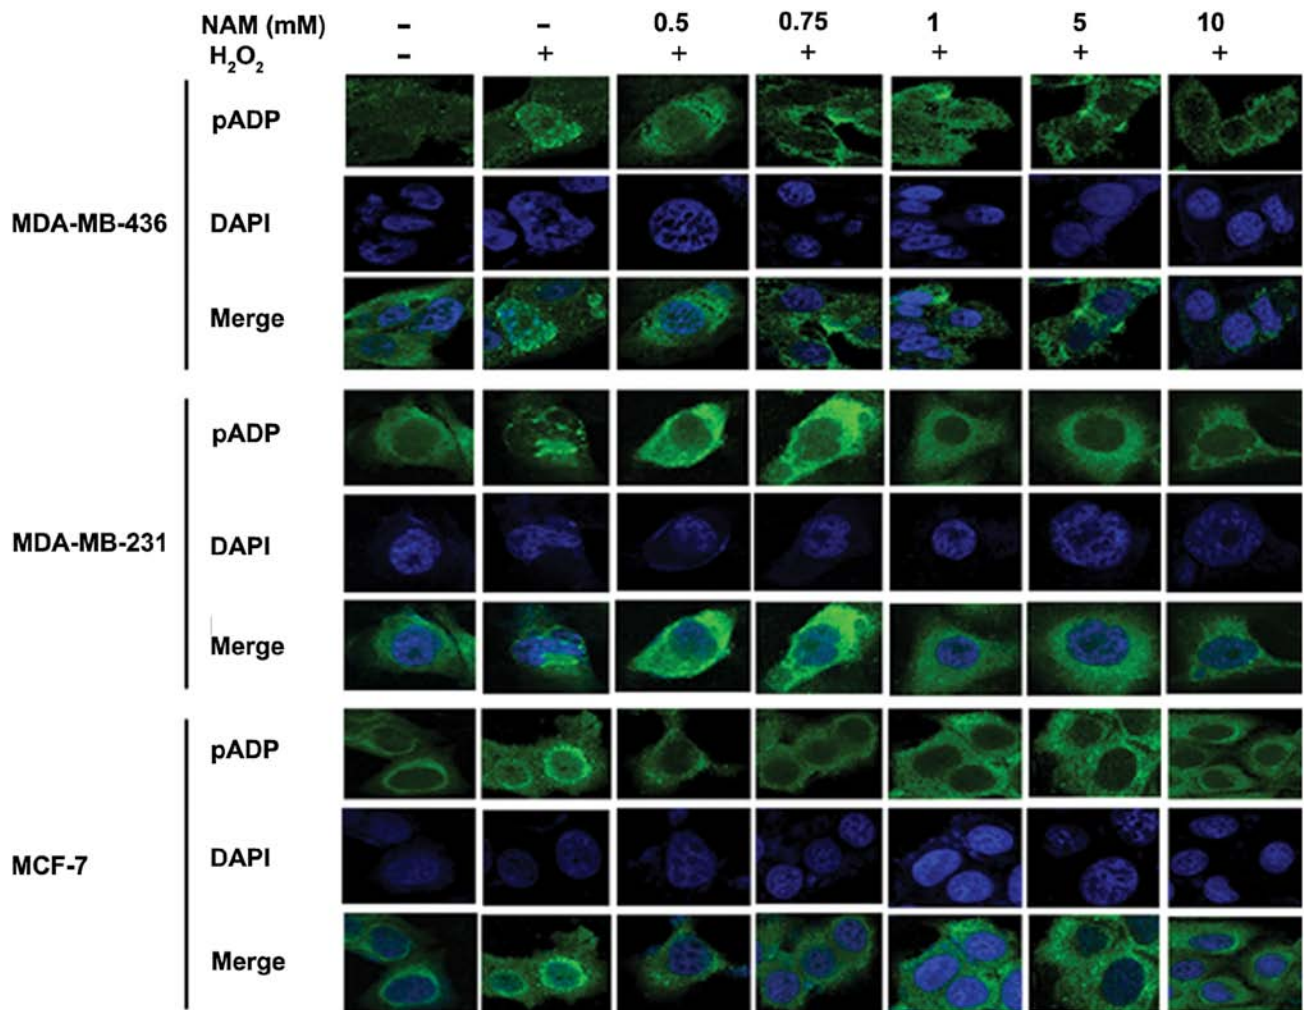 NAM (mM) – – 0.5 0.75 1 5 10
H₂O₂ – + + + + + +
pADP
MDA-MB-436 DAPI
Merge
pADP
MDA-MB-231 DAPI
Merge
pADP
MCF-7 DAPI
Merge